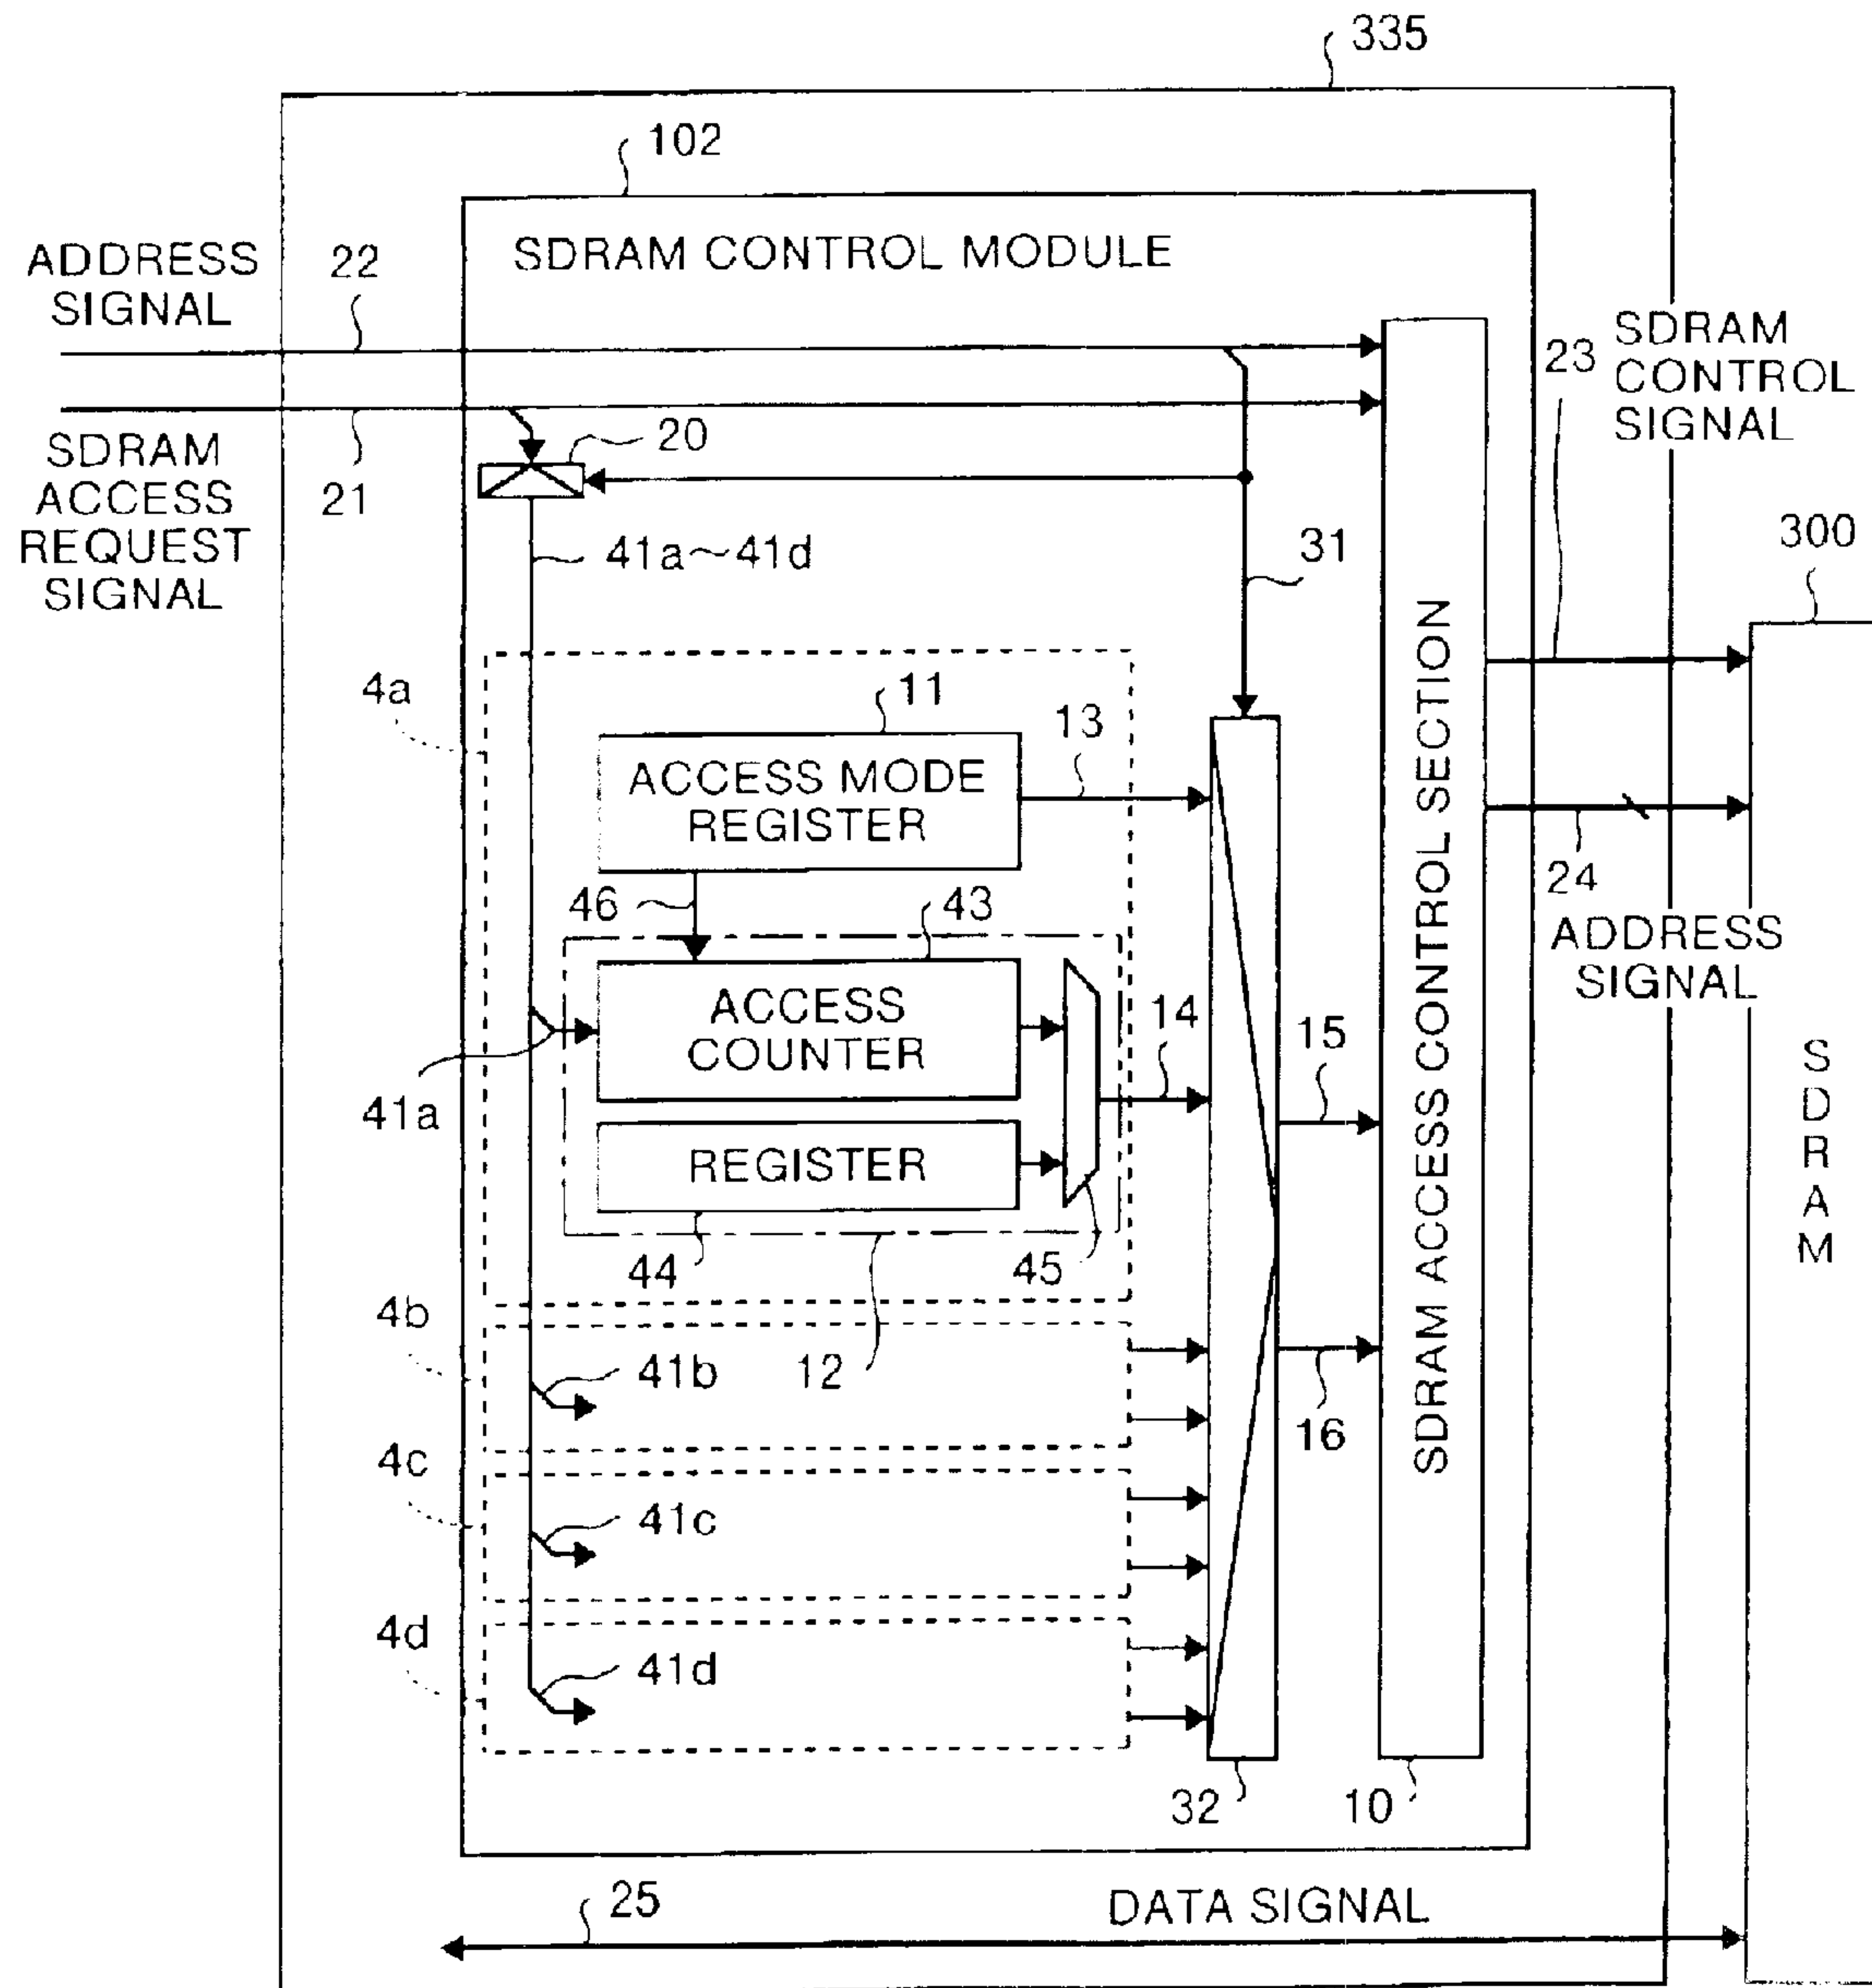 335
102
ADDRESS
SIGNAL
22
SDRAM CONTROL MODULE
SDRAM
CONTROL
SIGNAL
23
20
SDRAM
ACCESS
REQUEST
SIGNAL
21
41a~41d
31
300
4a
11
13
ACCESS MODE
REGISTER
SDRAM ACCESS CONTROL SECTION
24
46
43
ADDRESS
SIGNAL
ACCESS
COUNTER
14
15
41a
REGISTER
SDRAM
44
45
4b
41b
12
16
4c
41c
4d
41d
32
10
25
DATA SIGNAL